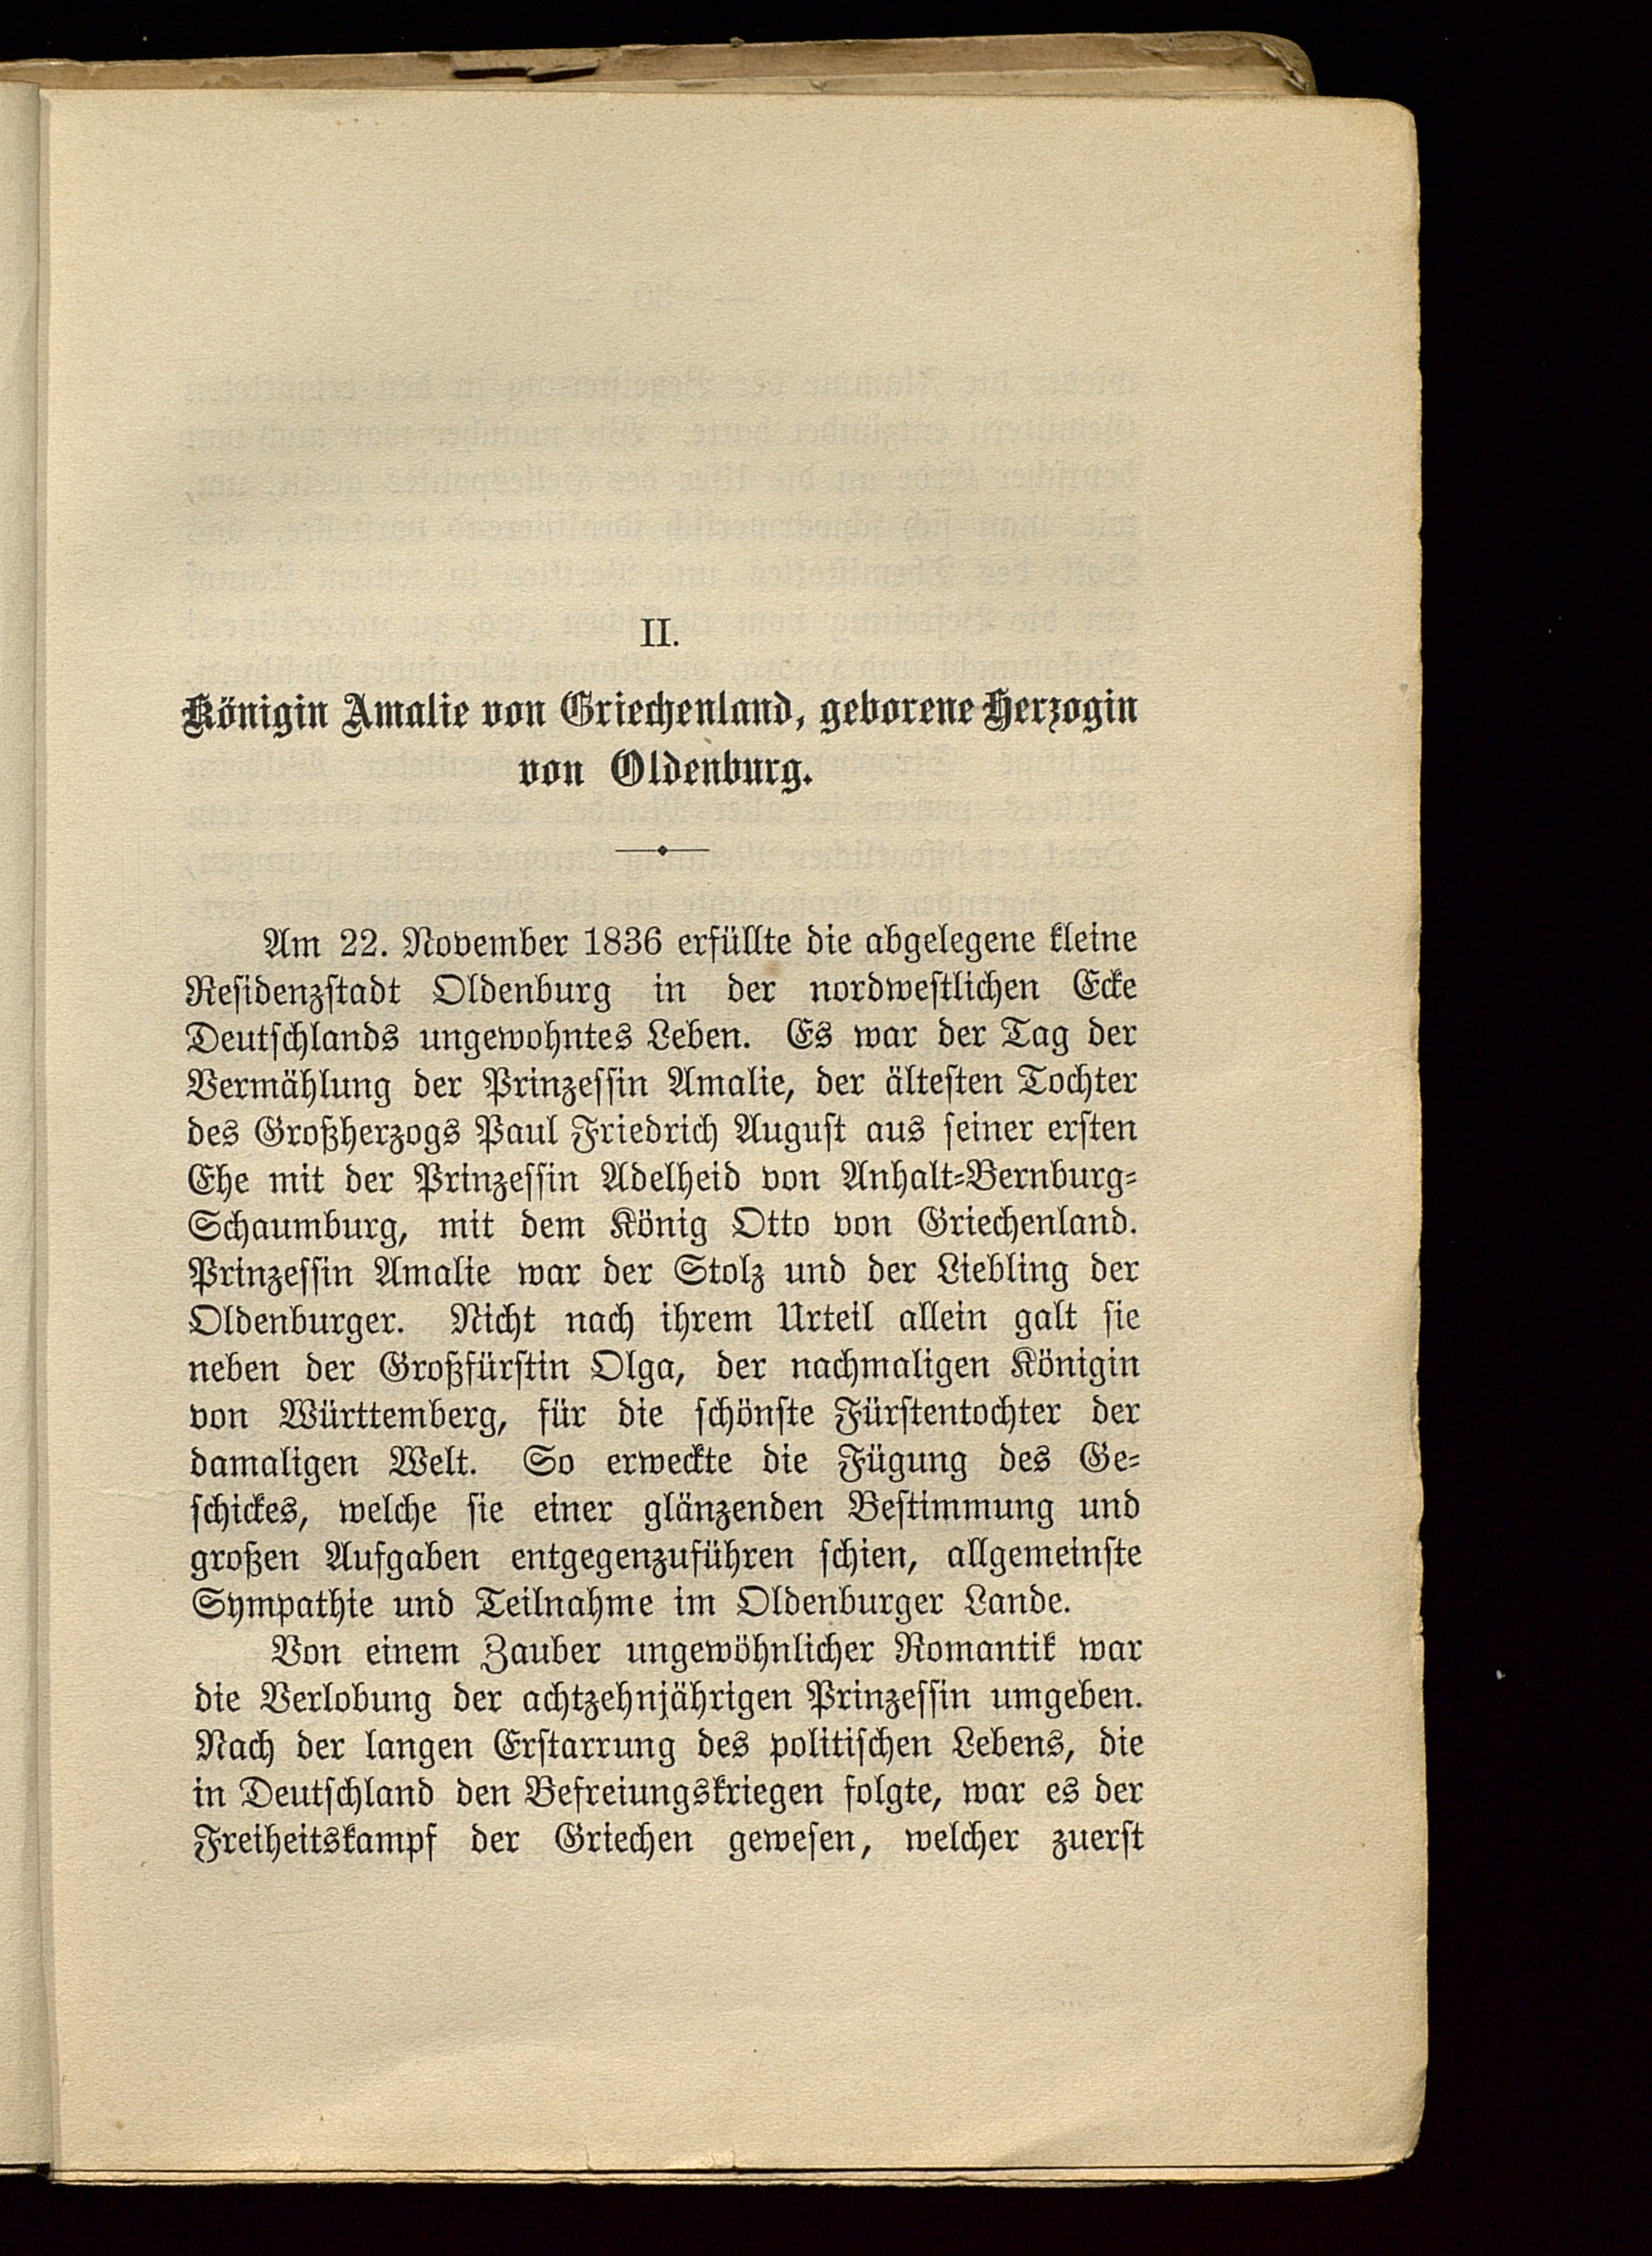 II.
Königin Amalie von Griechenland, geborene Herzogin
von Oldenburg.
Am 22. November 1836 erfüllte die abgelegene kleine
Residenzstadt Oldenburg in der nordwestlichen Ecke
Deutschlands ungewohntes Leben. Es war der Tag der
Vermählung der Prinzessin Amalie, der ältesten Tochter
des Großherzogs Paul Friedrich August aus seiner ersten
Ehe mit der Prinzessin Adelheid von Anhalt-Bernburg-
Schaumburg, mit dem König Otto von Griechenland.
Prinzessin Amalie war der Stolz und der Liebling der
Oldenburger. Nicht nach ihrem Urteil allein galt sie
neben der Großfürstin Olga, der nachmaligen Königin
von Württemberg, für die schönste Fürstentochter der
damaligen Welt. So erweckte die Fügung des Ge-
schickes, welche sie einer glänzenden Bestimmung und
großen Aufgaben entgegenzuführen schien, allgemeinste
Sympathie und Teilnahme im Oldenburger Lande.
Von einem Zauber ungewöhnlicher Romantik war
die Verlobung der achtzehnjährigen Prinzessin umgeben.
Nach der langen Erstarrung des politischen Lebens, die
in Deutschland den Befreiungskriegen folgte, war es der
Freiheitskampf der Griechen gewesen, welcher zuerst